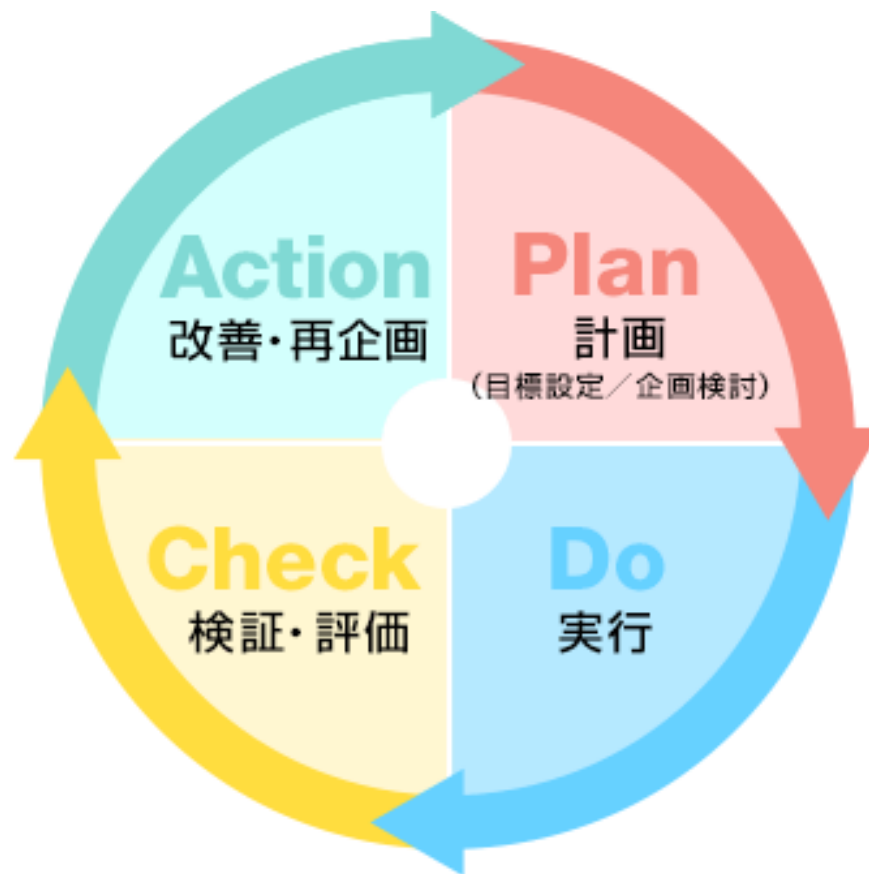 Action
改善・再企画
Plan
計画
（目標設定／企画検討）
Check
検証・評価
Do
実行